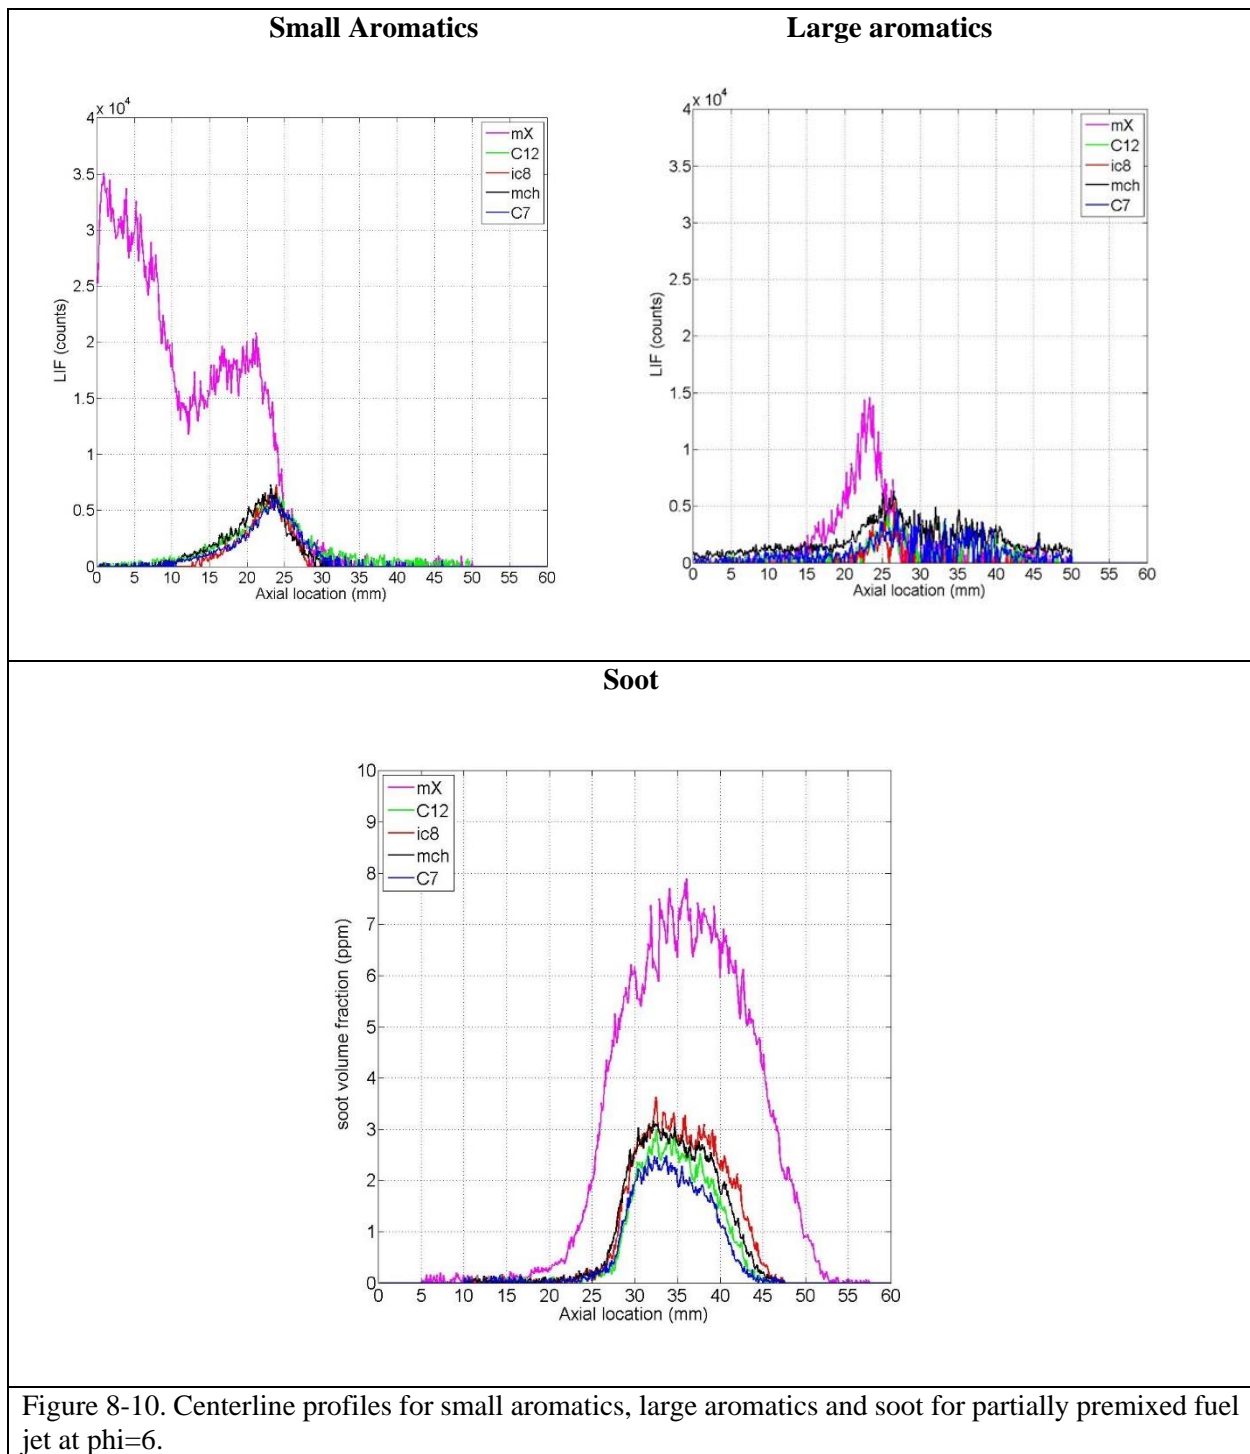 Small Aromatics
Large aromatics
x 10⁴
4
3.5
3
2.5
2
1.5
1
0.5
0
0 5 10 15 20 25 30 35 40 45 50 55 60
LIF (counts)
Axial location (mm)
mX
C12
ic8
mch
C7
x 10⁴
4
3.5
3
2.5
2
1.5
1
0.5
0
0 5 10 15 20 25 30 35 40 45 50 55 60
LIF (counts)
Axial location (mm)
mX
C12
ic8
mch
C7
Soot
10
9
8
7
6
5
4
3
2
1
0
0 5 10 15 20 25 30 35 40 45 50 55 60
soot volume fraction (ppm)
Axial location (mm)
mX
C12
ic8
mch
C7
Figure 8-10. Centerline profiles for small aromatics, large aromatics and soot for partially premixed fuel
jet at phi=6.